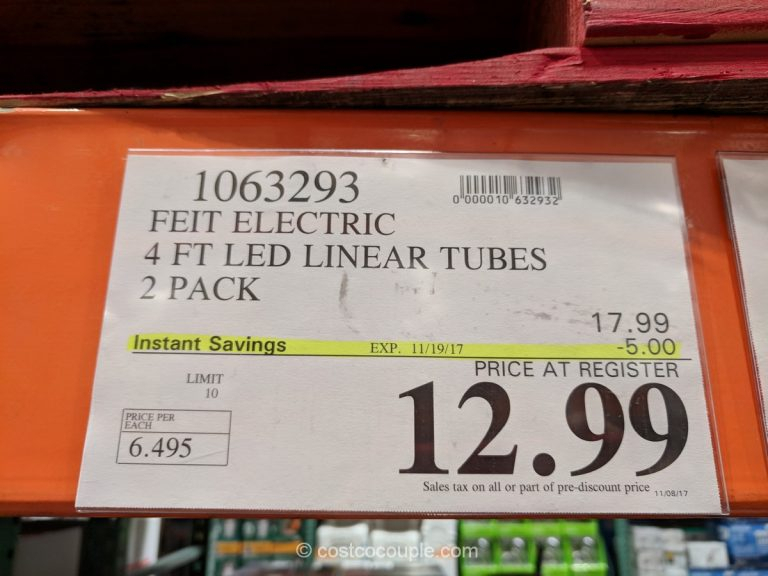 1063293
0 000010 632932
FEIT ELECTRIC
4 FT LED LINEAR TUBES
2 PACK
17.99
Instant Savings EXP. 11/19/17 -5.00
PRICE AT REGISTER
LIMIT
10
12.99
PRICE PER
EACH
6.495
Sales tax on all or part of pre-discount price 11/08/17
© costcocouple.com